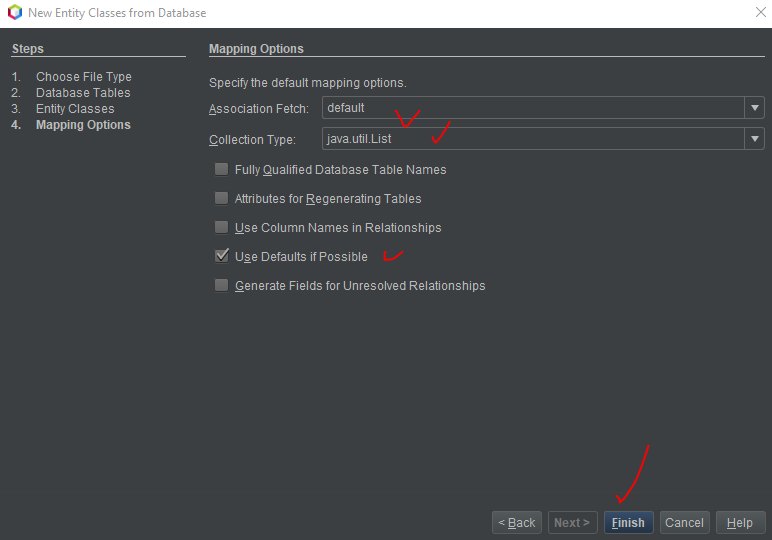 New Entity Classes from Database
Steps
1. Choose File Type
2. Database Tables
3. Entity Classes
4. Mapping Options
Mapping Options
Specify the default mapping options.
Association Fetch: default
Collection Type: java.util.List
Fully Qualified Database Table Names
Attributes for Regenerating Tables
Use Column Names in Relationships
Use Defaults if Possible
Generate Fields for Unresolved Relationships
< Back Next > Finish Cancel Help